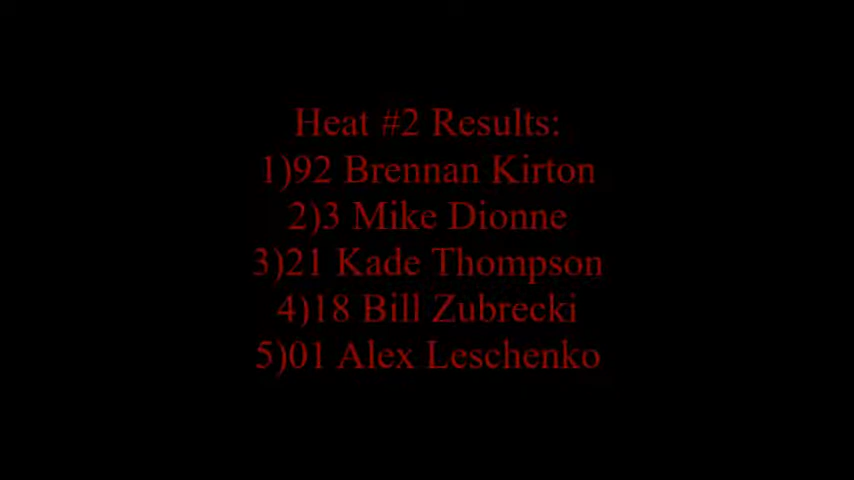 Heat #2 Results:
1)92 Brennan Kirton
2)3 Mike Dionne
3)21 Kade Thompson
4)18 Bill Zubrecki
5)01 Alex Leschenko